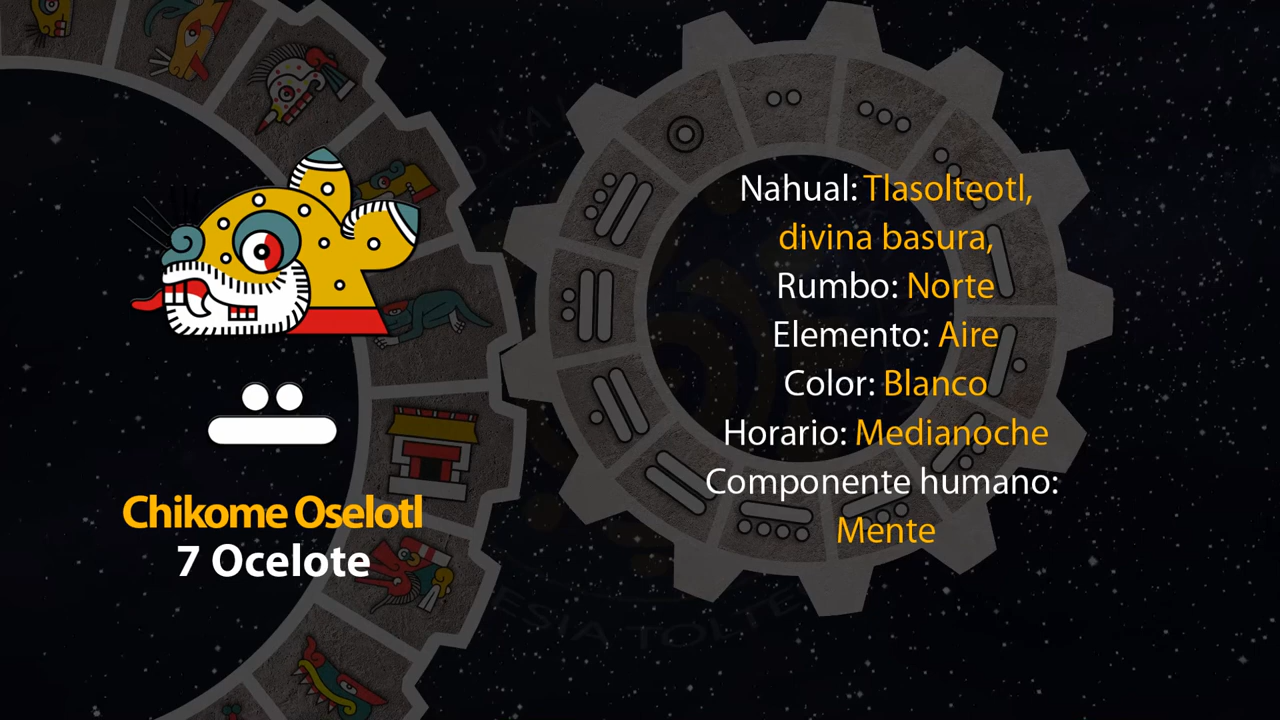 Chikome Oselotl
7 Ocelote
Nahual: Tlasolteotl,
divina basura,
Rumbo: Norte
Elemento: Aire
Color: Blanco
Horario: Medianoche
Componente humano:
Mente